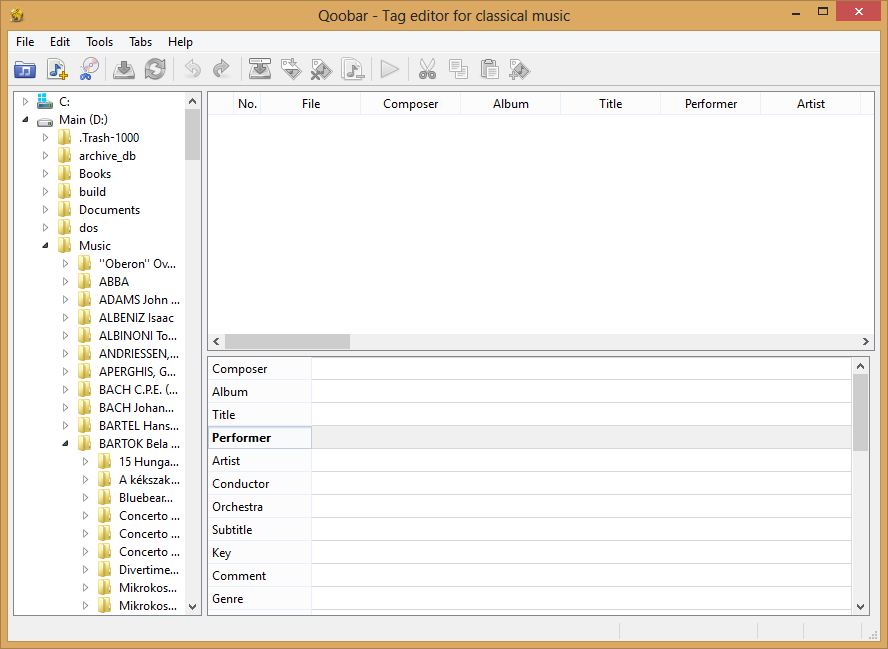 Qoobar - Tag editor for classical music
File Edit Tools Tabs Help
C:
Main (D:)
.Trash-1000
archive_db
Books
build
Documents
dos
Music
"Oberon" Ov...
ABBA
ADAMS John ...
ALBENIZ Isaac
ALBINONI To...
ANDRIESSEN,...
APERGHIS, G...
BACH C.P.E. (...
BACH Johan...
BARTEL Hans...
BARTOK Bela ...
15 Hunga...
A kékszak...
Bluebear...
Concerto ...
Concerto ...
Concerto ...
Divertime...
Mikrokos...
Mikrokos...
No. File Composer Album Title Performer Artist
Composer
Album
Title
Performer
Artist
Conductor
Orchestra
Subtitle
Key
Comment
Genre